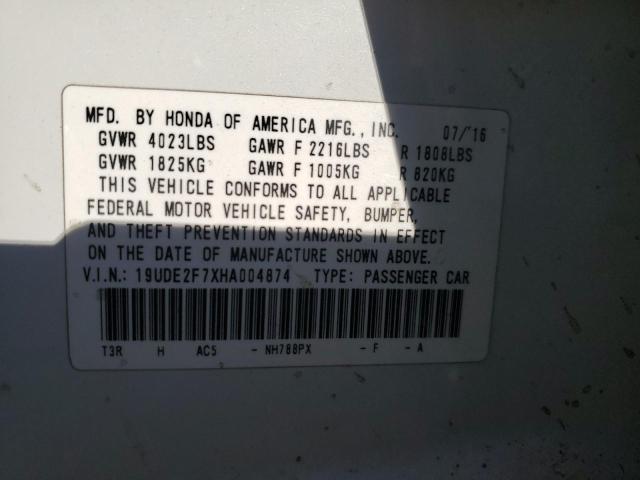 MFD. BY HONDA OF AMERICA MFG., INC. 07/'16
GVWR 4023LBS GAWR F 2216LBS R 1808LBS
GVWR 1825KG GAWR F 1005KG R 820KG
THIS VEHICLE CONFORMS TO ALL APPLICABLE
FEDERAL MOTOR VEHICLE SAFETY, BUMPER,
AND THEFT PREVENTION STANDARDS IN EFFECT
ON THE DATE OF MANUFACTURE SHOWN ABOVE.
V.I.N.: 19UDE2F7XHA004874 TYPE: PASSENGER CAR
T3R H AC5 - NH788PX - F - A